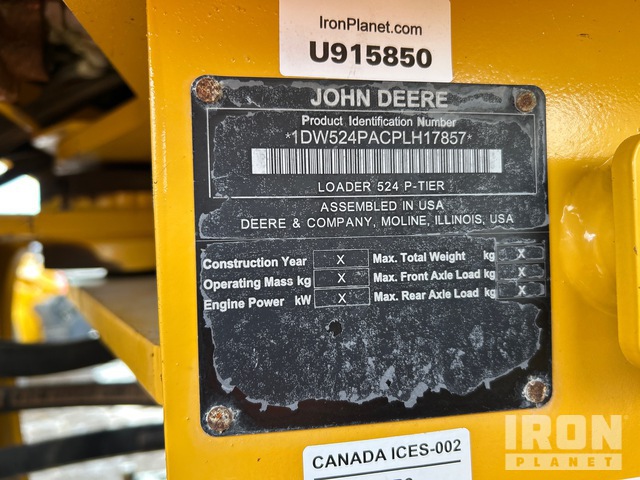 IronPlanet.com
U915850
JOHN DEERE
Product Identification Number
*1DW524PACPLH17857*
LOADER 524 P-TIER
ASSEMBLED IN USA
DEERE & COMPANY, MOLINE, ILLINOIS, USA
Construction Year X Max. Total Weight kg X
Operating Mass kg X Max. Front Axle Load kg X
Engine Power kW X Max. Rear Axle Load kg X
CANADA ICES-002
IRON
PLANET